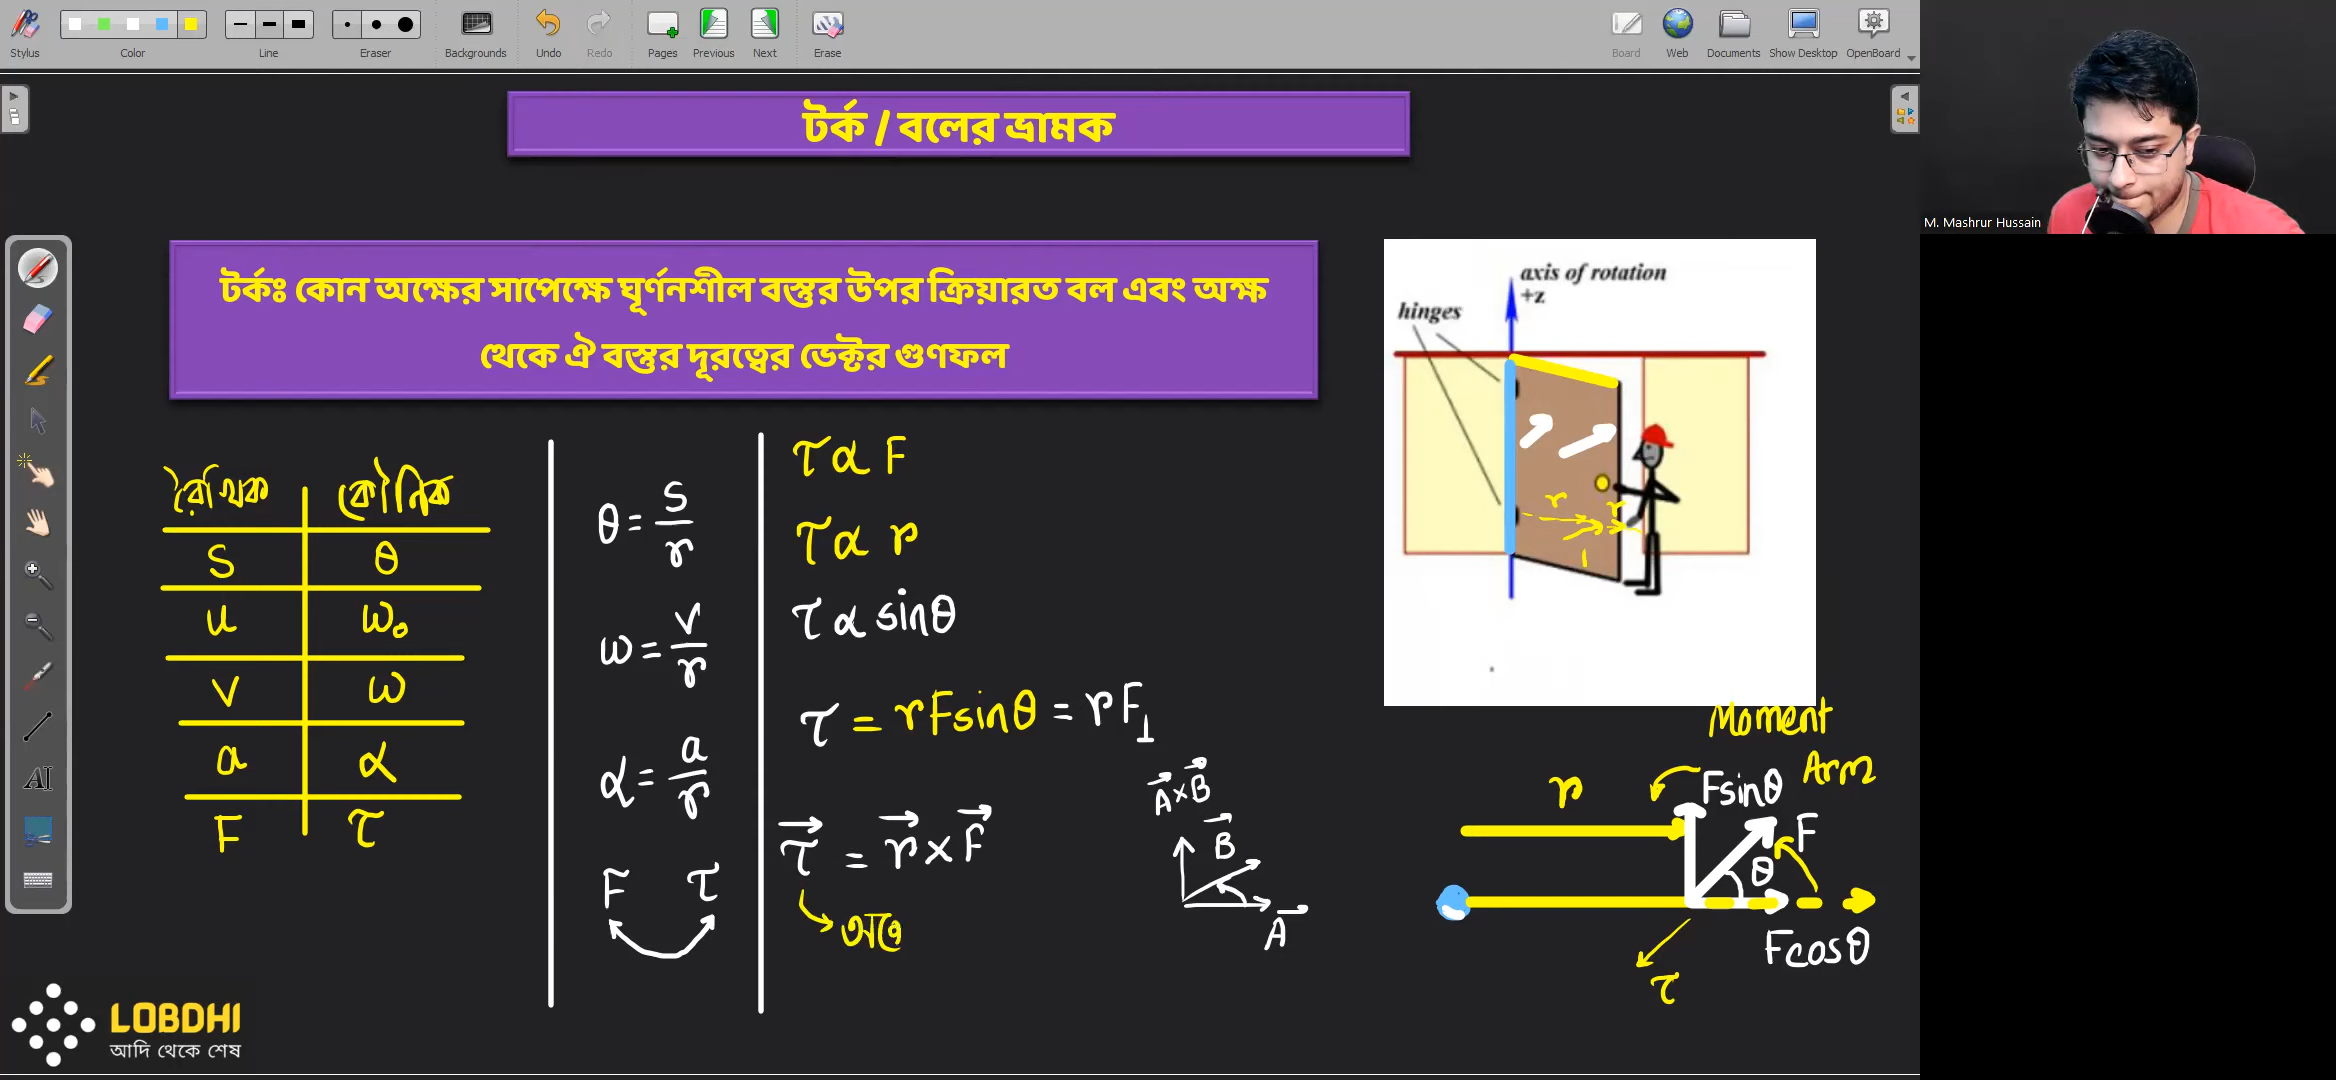 Stylus
Color
Line
Eraser
Backgrounds
Undo
Redo
Pages
Previous
Next
Erase
Board
Web
Documents
Show Desktop
OpenBoard
টর্ক / বলের ভ্রামক
M. Mashrur Hussain
টর্কঃ কোন অক্ষের সাপেক্ষে ঘূর্ণনশীল বস্তুর উপর ক্রিয়ারত বল এবং অক্ষ
থেকে ঐ বস্তুর দূরত্বের ভেক্টর গুণফল
axis of rotation
+z
hinges
r r
রৈখিক কৌণিক
S θ
u ω₀
v ω
a α
F τ
θ = s/r
ω = v/r
α = a/r
F τ
τ α F
τ α r
τ α sinθ
τ = rFsinθ = rF⊥
τ⃗ = r⃗ × F⃗
A⃗×B⃗
B⃗
A⃗
Moment
Arm
r
Fsinθ
F
θ
Fcosθ
τ
LOBDHI
আদি থেকে শেষ